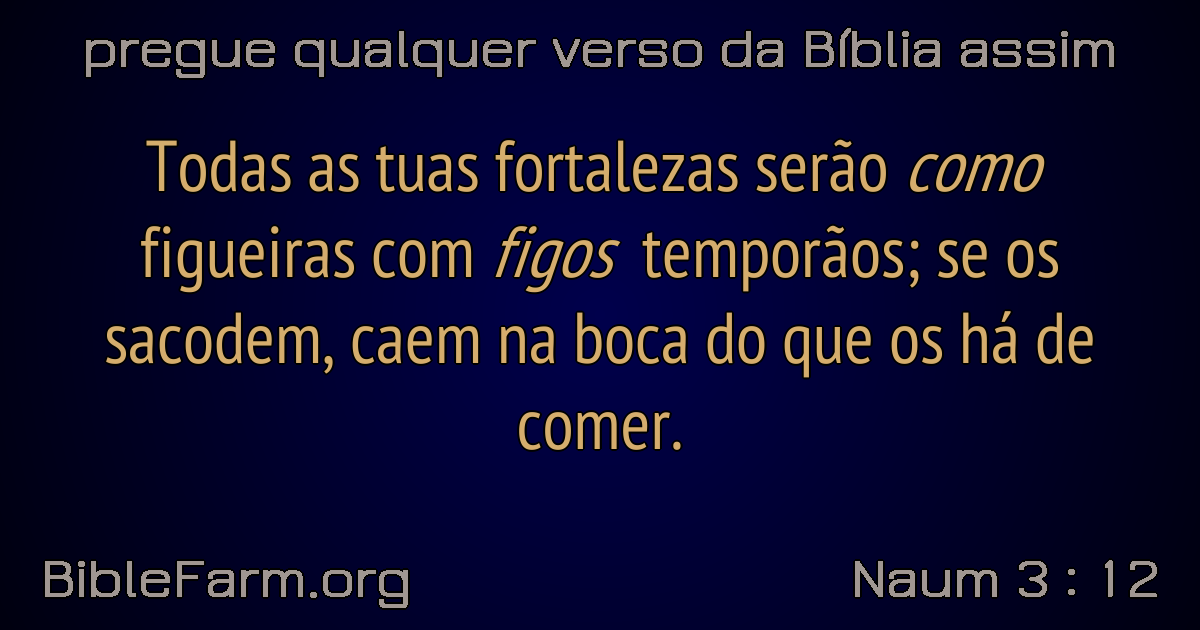 pregue qualquer verso da Bíblia assim
Todas as tuas fortalezas serão como
figueiras com figos temporãos; se os
sacodem, caem na boca do que os há de
comer.
BibleFarm.org
Naum 3 : 12